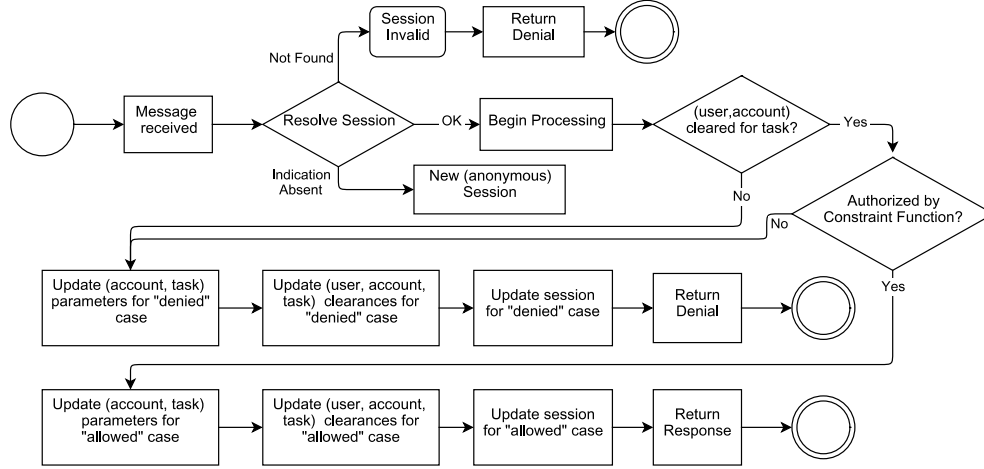 Session
Invalid
Return
Denial
Not Found
Message
received
Resolve Session
OK
Begin Processing
(user,account)
cleared for task?
Yes
Indication
Absent
New (anonymous)
Session
No
Authorized by
Constraint Function?
No
Yes
Update (account, task)
parameters for "denied"
case
Update (user, account,
task) clearances for
"denied" case
Update session
for "denied" case
Return
Denial
Update (account, task)
parameters for
"allowed" case
Update (user, account,
task) clearances for
"allowed" case
Update session
for "allowed" case
Return
Response